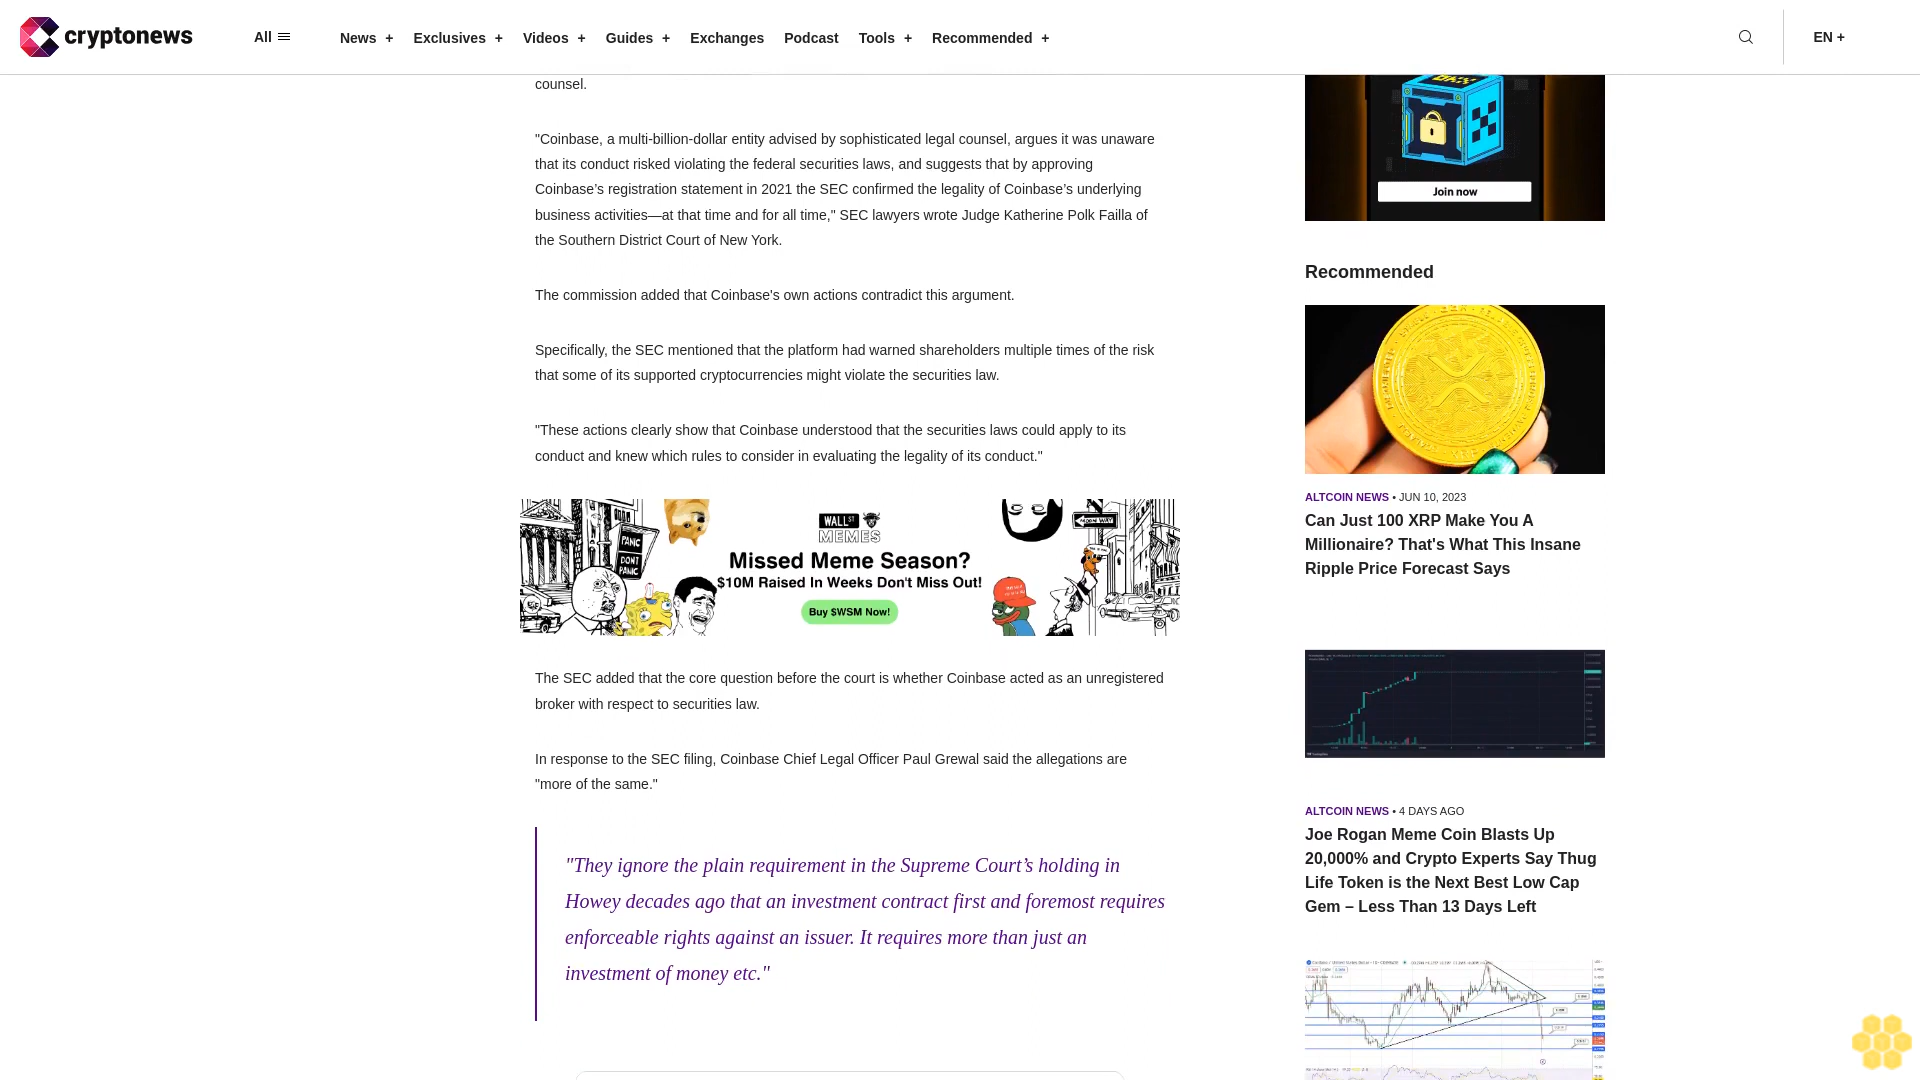 cryptonews
All
News +
Exclusives +
Videos +
Guides +
Exchanges
Podcast
Tools +
Recommended +
EN +
counsel.
"Coinbase, a multi-billion-dollar entity advised by sophisticated legal counsel, argues it was unaware
that its conduct risked violating the federal securities laws, and suggests that by approving
Coinbase’s registration statement in 2021 the SEC confirmed the legality of Coinbase’s underlying
business activities—at that time and for all time," SEC lawyers wrote Judge Katherine Polk Failla of
the Southern District Court of New York.
The commission added that Coinbase's own actions contradict this argument.
Specifically, the SEC mentioned that the platform had warned shareholders multiple times of the risk
that some of its supported cryptocurrencies might violate the securities law.
"These actions clearly show that Coinbase understood that the securities laws could apply to its
conduct and knew which rules to consider in evaluating the legality of its conduct."
PANIC
DONT
PANIC
WALL ST
MEMES
Missed Meme Season?
$10M Raised In Weeks Don't Miss Out!
Buy $WSM Now!
The SEC added that the core question before the court is whether Coinbase acted as an unregistered
broker with respect to securities law.
In response to the SEC filing, Coinbase Chief Legal Officer Paul Grewal said the allegations are
"more of the same."
"They ignore the plain requirement in the Supreme Court’s holding in
Howey decades ago that an investment contract first and foremost requires
enforceable rights against an issuer. It requires more than just an
investment of money etc."
Join now
Recommended
ALTCOIN NEWS • JUN 10, 2023
Can Just 100 XRP Make You A
Millionaire? That's What This Insane
Ripple Price Forecast Says
ALTCOIN NEWS • 4 DAYS AGO
Joe Rogan Meme Coin Blasts Up
20,000% and Crypto Experts Say Thug
Life Token is the Next Best Low Cap
Gem – Less Than 13 Days Left